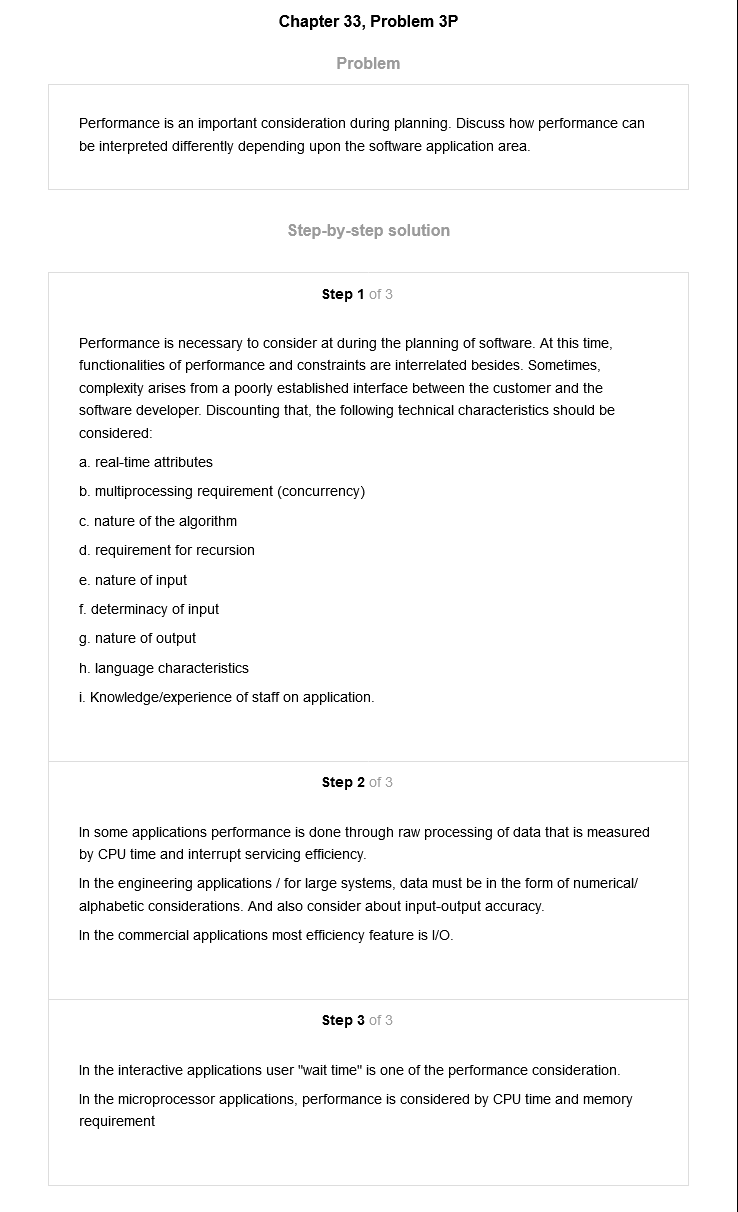 Chapter 33, Problem 3P
Problem
Performance is an important consideration during planning. Discuss how performance can
be interpreted differently depending upon the software application area.
Step-by-step solution
Step 1 of 3
Performance is necessary to consider at during the planning of software. At this time,
functionalities of performance and constraints are interrelated besides. Sometimes,
complexity arises from a poorly established interface between the customer and the
software developer. Discounting that, the following technical characteristics should be
considered:
a. real-time attributes
b. multiprocessing requirement (concurrency)
c. nature of the algorithm
d. requirement for recursion
e. nature of input
f. determinacy of input
g. nature of output
h. language characteristics
i. Knowledge/experience of staff on application.
Step 2 of 3
In some applications performance is done through raw processing of data that is measured
by CPU time and interrupt servicing efficiency.
In the engineering applications / for large systems, data must be in the form of numerical/
alphabetic considerations. And also consider about input-output accuracy.
In the commercial applications most efficiency feature is I/O.
Step 3 of 3
In the interactive applications user "wait time" is one of the performance consideration.
In the microprocessor applications, performance is considered by CPU time and memory
requirement